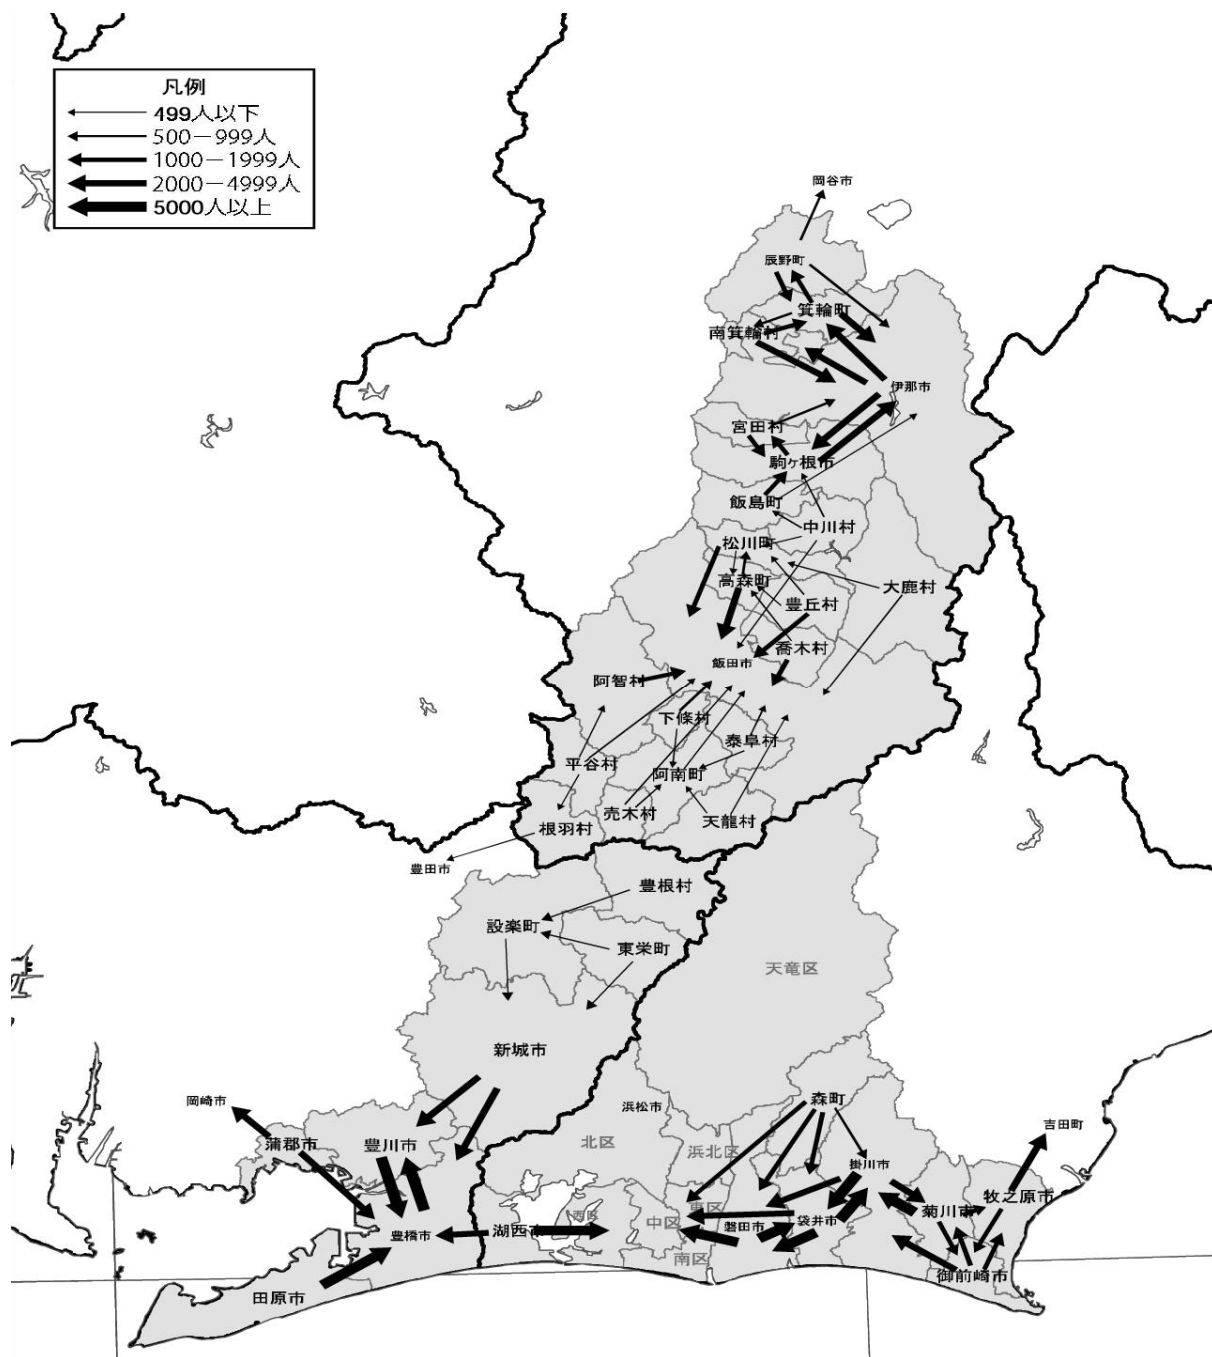 凡例
499人以下
500－999人
1000－1999人
2000－4999人
5000人以上
岡谷市
辰野町
箕輪町
南箕輪村
伊那市
宮田村
駒ヶ根市
飯島町
中川村
松川町
高森町
大鹿村
豊丘村
喬木村
飯田市
阿智村
下條村
泰阜村
平谷村
阿南町
売木村
天龍村
根羽村
豊田市
豊根村
設楽町
東栄町
天竜区
新城市
岡崎市
浜松市
森町
吉田町
蒲郡市
豊川市
北区
浜北区
掛川市
牧之原市
東区
菊川市
西区
中区
磐田市
袋井市
湖西市
豊橋市
南区
御前崎市
田原市